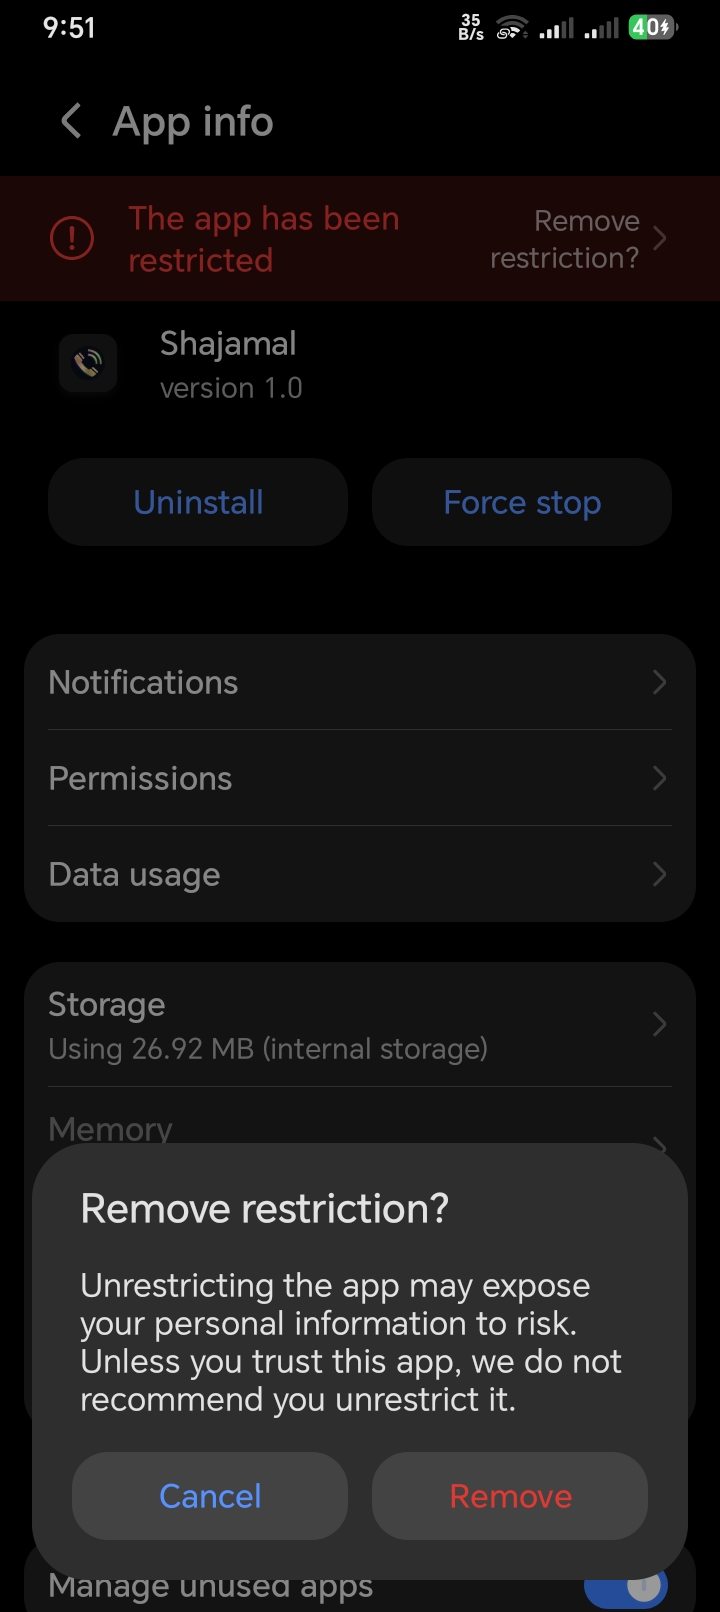 9:51
35
B/s
40
App info
The app has been
restricted
Remove
restriction?
Shajamal
version 1.0
Uninstall
Force stop
Notifications
Permissions
Data usage
Storage
Using 26.92 MB (internal storage)
Memory
Remove restriction?
Unrestricting the app may expose
your personal information to risk.
Unless you trust this app, we do not
recommend you unrestrict it.
Cancel
Remove
Manage unused apps